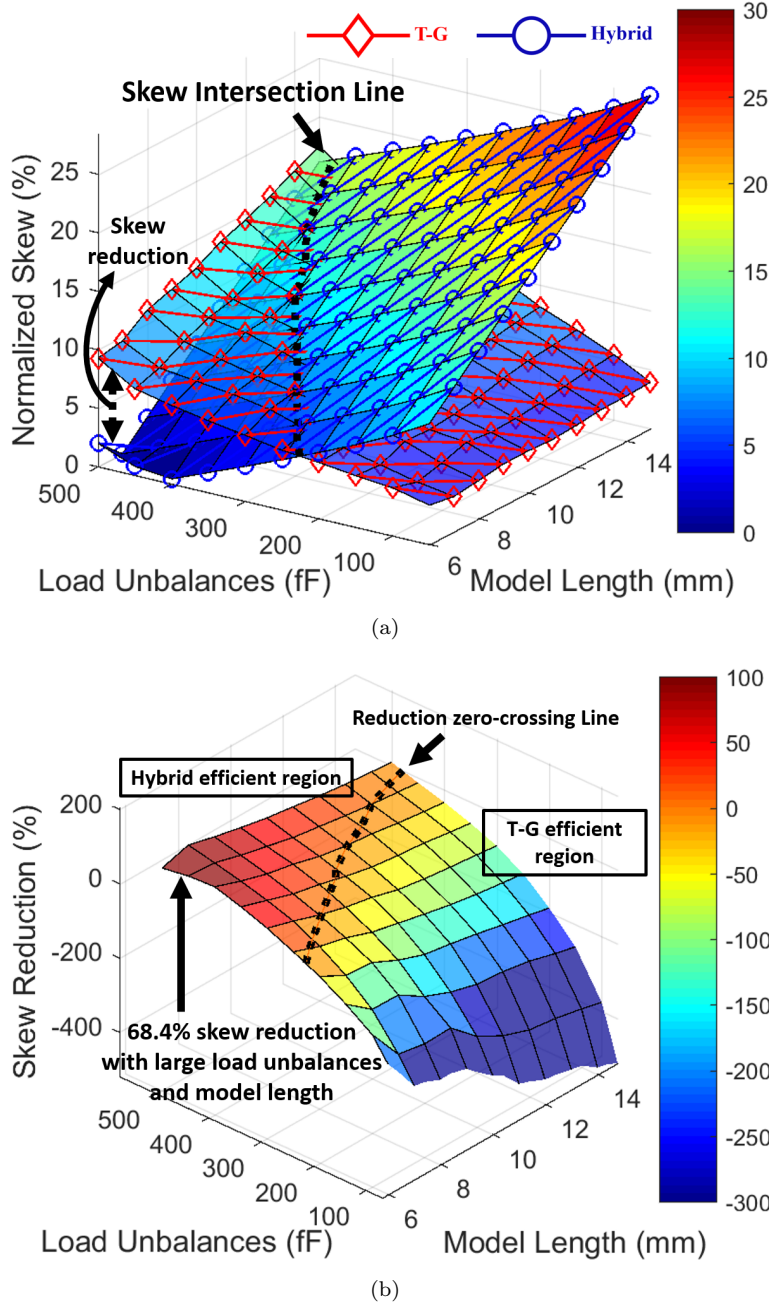 T-G
Hybrid
Skew Intersection Line
Skew
reduction
Normalized Skew (%)
25
20
15
10
5
0
500
400
300
200
100
6
8
10
12
14
Load Unbalances (fF)
Model Length (mm)
30
25
20
15
10
5
0
(a)
Reduction zero-crossing Line
Hybrid efficient region
T-G efficient
region
Skew Reduction (%)
200
0
-200
-400
68.4% skew reduction
with large load unbalances
and model length
500
400
300
200
100
6
8
10
12
14
Load Unbalances (fF)
Model Length (mm)
100
50
0
-50
-100
-150
-200
-250
-300
(b)